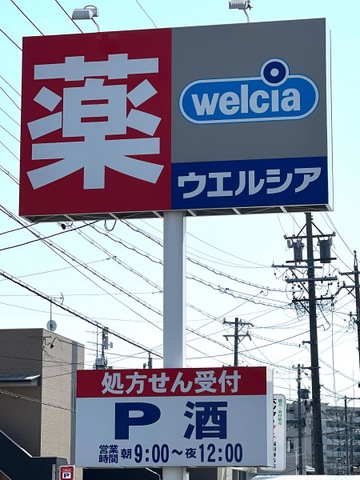 薬
welcia
ウエルシア
処方せん受付
P 酒
営業時間 朝9:00〜夜12:00